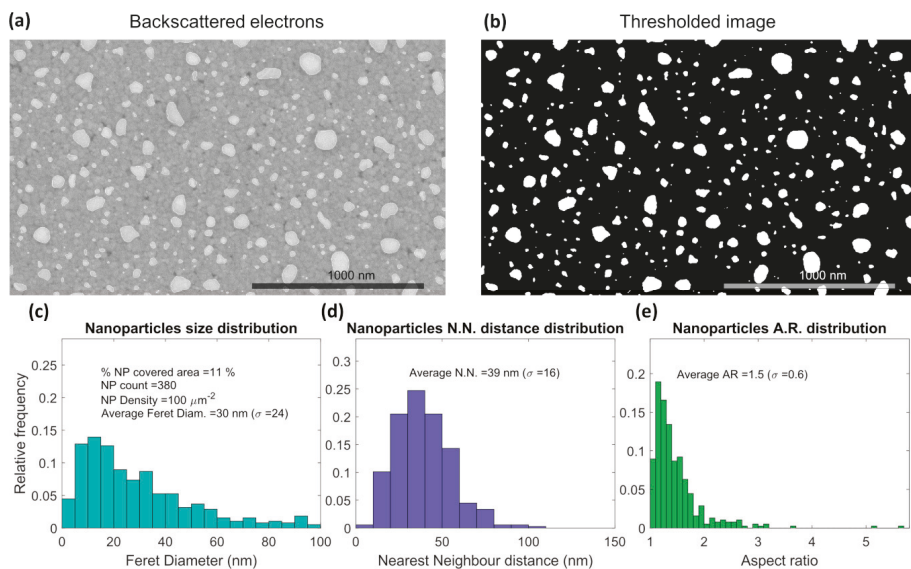 (a)
Backscattered electrons
(b)
Thresholded image
1000 nm
1000 nm
(c)
Nanoparticles size distribution
% NP covered area =11 %
NP count =380
NP Density =100 μm⁻²
Average Feret Diam. =30 nm (σ =24)
Relative frequency
0.25
0.2
0.15
0.1
0.05
0
0 20 40 60 80 100
Feret Diameter (nm)
(d)
Nanoparticles N.N. distance distribution
Average N.N. =39 nm (σ =16)
0.3
0.25
0.2
0.15
0.1
0.05
0
0 50 100 150
Nearest Neighbour distance (nm)
(e)
Nanoparticles A.R. distribution
Average AR =1.5 (σ =0.6)
0.2
0.15
0.1
0.05
0
1 2 3 4 5
Aspect ratio